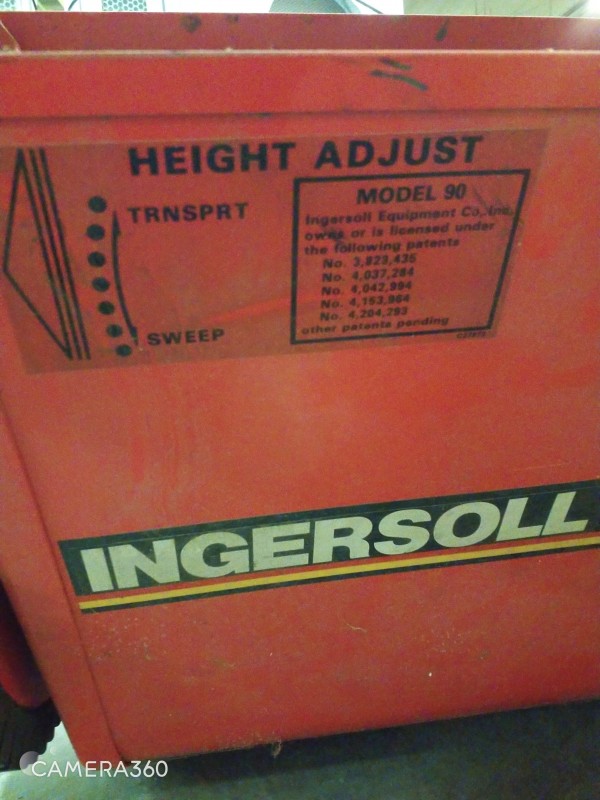 HEIGHT ADJUST
TRNSPRT
SWEEP
MODEL 90
Ingersoll Equipment Co., Inc.
owns or is licensed under
the following patents
No. 3,823,435
No. 4,037,284
No. 4,042,994
No. 4,153,964
No. 4,204,293
other patents pending
INGERSOLL
CAMERA360